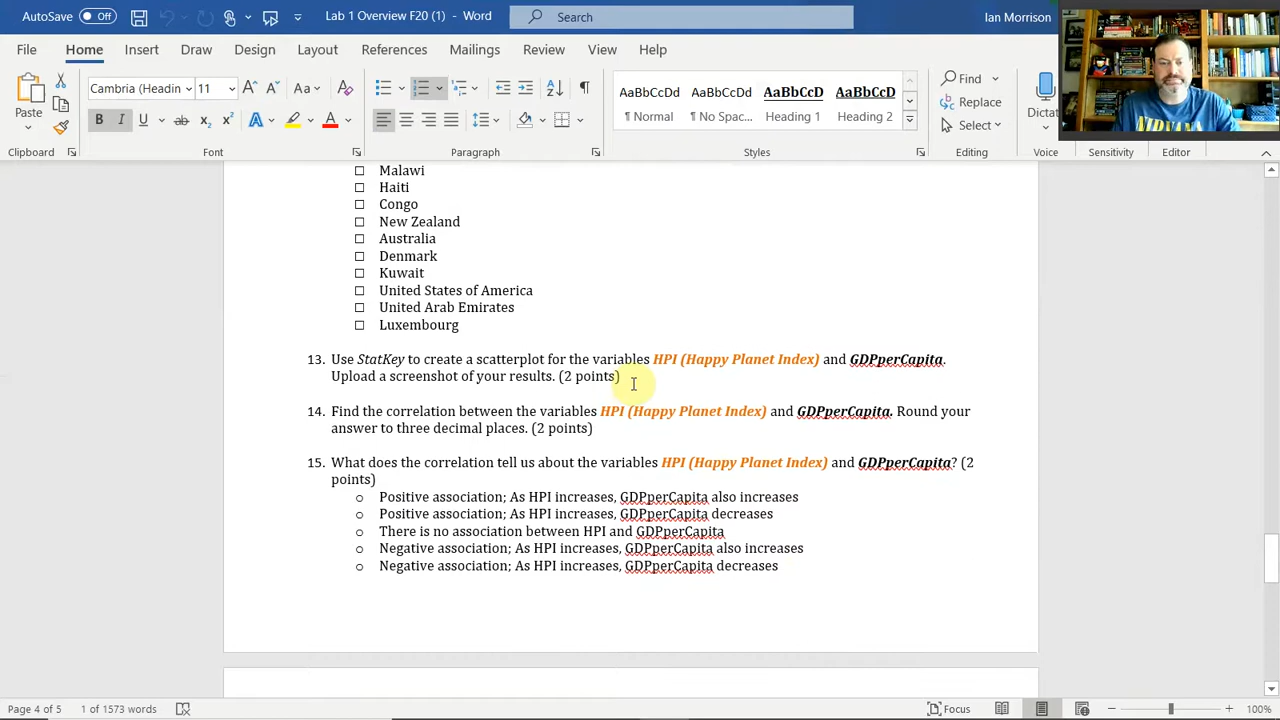 AutoSave Off Lab 1 Overview F20 (1) - Word Search Ian Morrison
File Home Insert Draw Design Layout References Mailings Review View Help
Paste Cambria (Headin 11 A A Aa A AaBbCcD AaBbCcD AaBbCcD AaBbCcD Find Replace Select Dictat
B I U ab x₂ x² A A ¶ Normal ¶ No Spac... Heading 1 Heading 2
Clipboard Font Paragraph Styles Editing Voice Sensitivity Editor
Malawi
Haiti
Congo
New Zealand
Australia
Denmark
Kuwait
United States of America
United Arab Emirates
Luxembourg
13. Use StatKey to create a scatterplot for the variables HPI (Happy Planet Index) and GDPperCapita.
Upload a screenshot of your results. (2 points)
14. Find the correlation between the variables HPI (Happy Planet Index) and GDPperCapita. Round your
answer to three decimal places. (2 points)
15. What does the correlation tell us about the variables HPI (Happy Planet Index) and GDPperCapita? (2
points)
Positive association; As HPI increases, GDPperCapita also increases
Positive association; As HPI increases, GDPperCapita decreases
There is no association between HPI and GDPperCapita
Negative association; As HPI increases, GDPperCapita also increases
Negative association; As HPI increases, GDPperCapita decreases
Page 4 of 5 1 of 1573 words Focus 100%